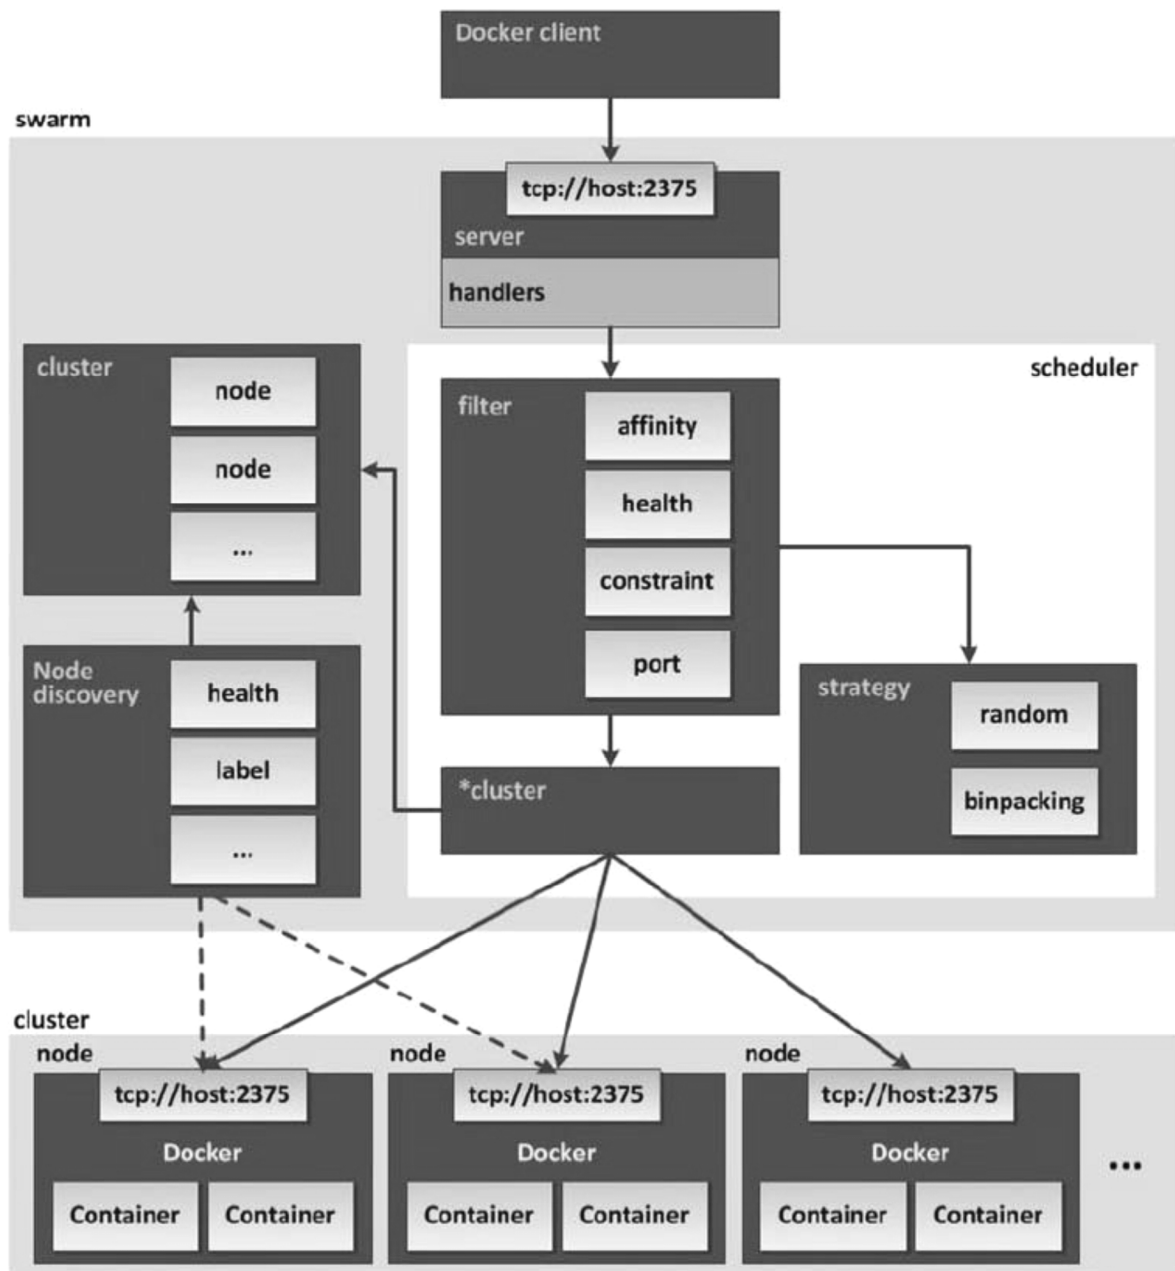 Docker client
swarm
tcp://host:2375
server
handlers
cluster
node
node
...
scheduler
filter
affinity
health
constraint
port
Node
discovery
health
label
...
strategy
random
binpacking
*cluster
cluster
node
tcp://host:2375
Docker
Container
Container
node
tcp://host:2375
Docker
Container
Container
node
tcp://host:2375
Docker
Container
Container
...